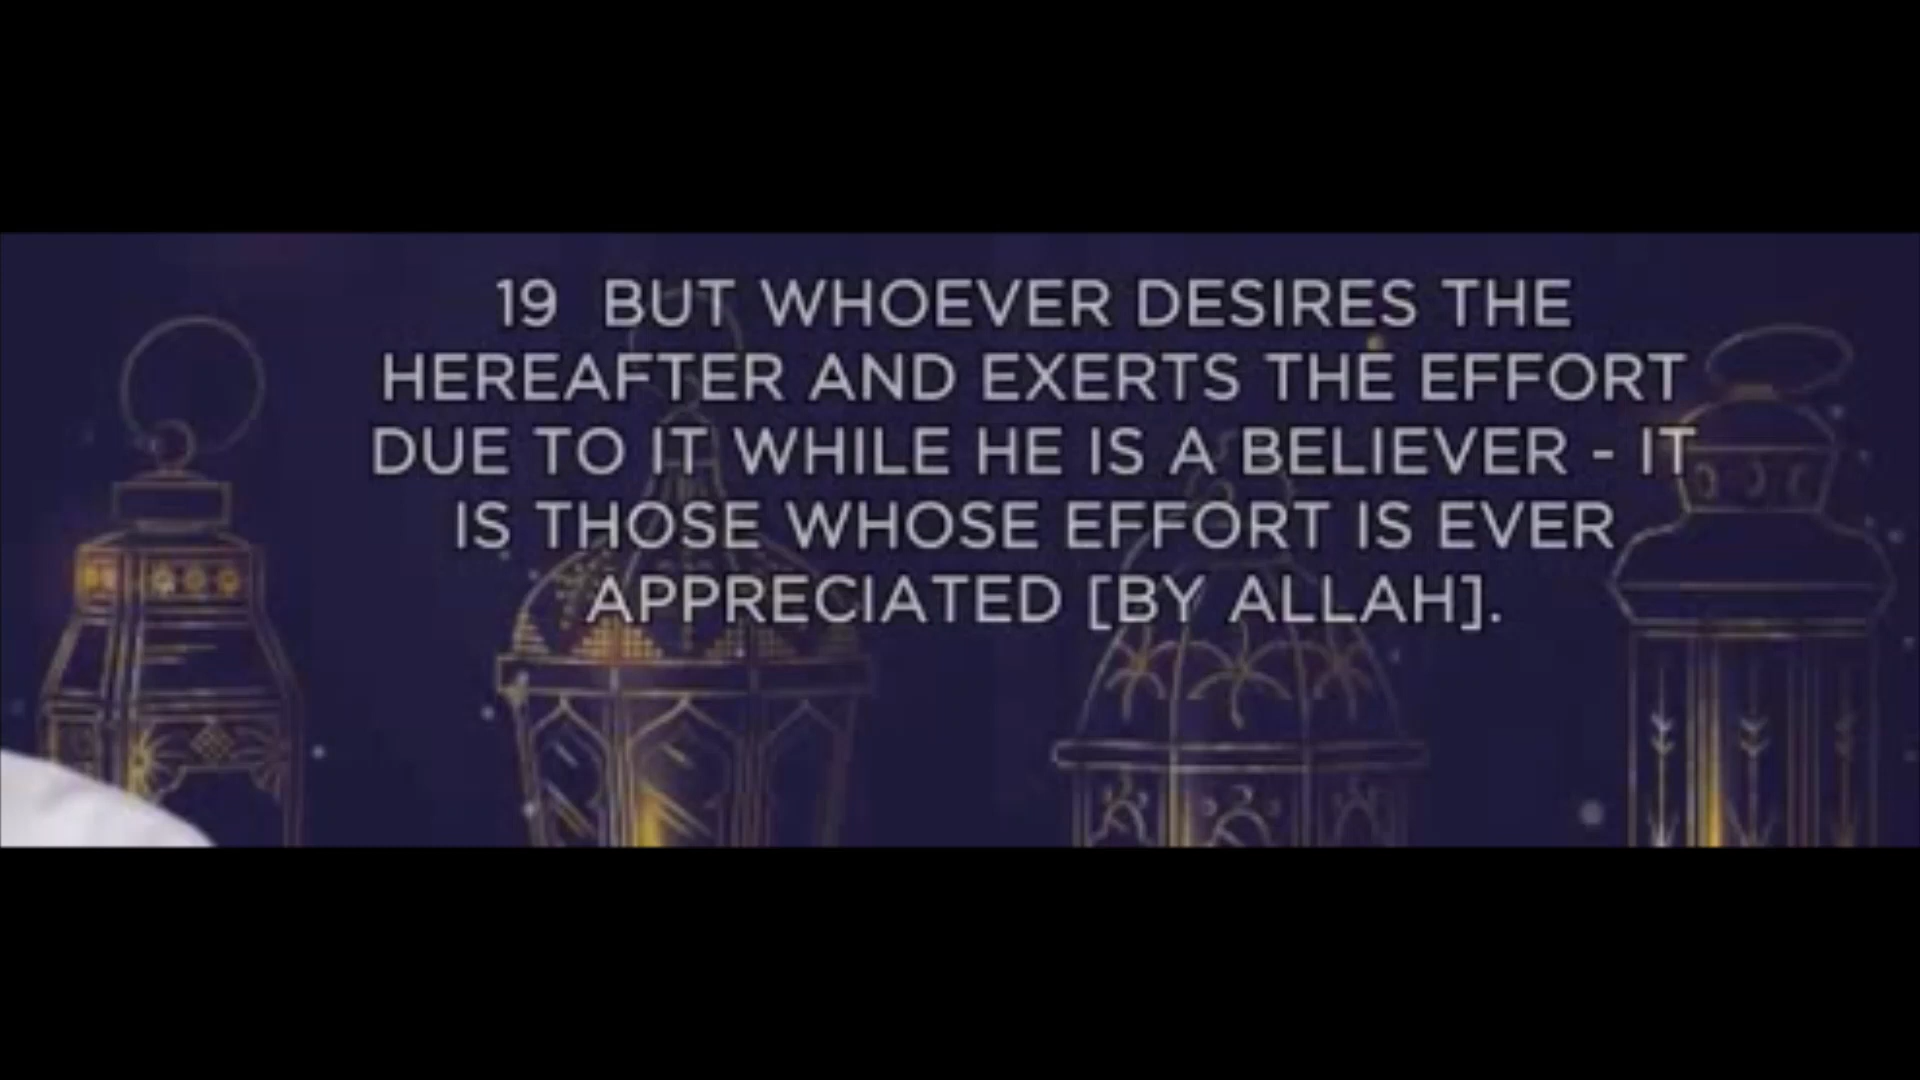 19 BUT WHOEVER DESIRES THE
HEREAFTER AND EXERTS THE EFFORT
DUE TO IT WHILE HE IS A BELIEVER - IT
IS THOSE WHOSE EFFORT IS EVER
APPRECIATED [BY ALLAH].